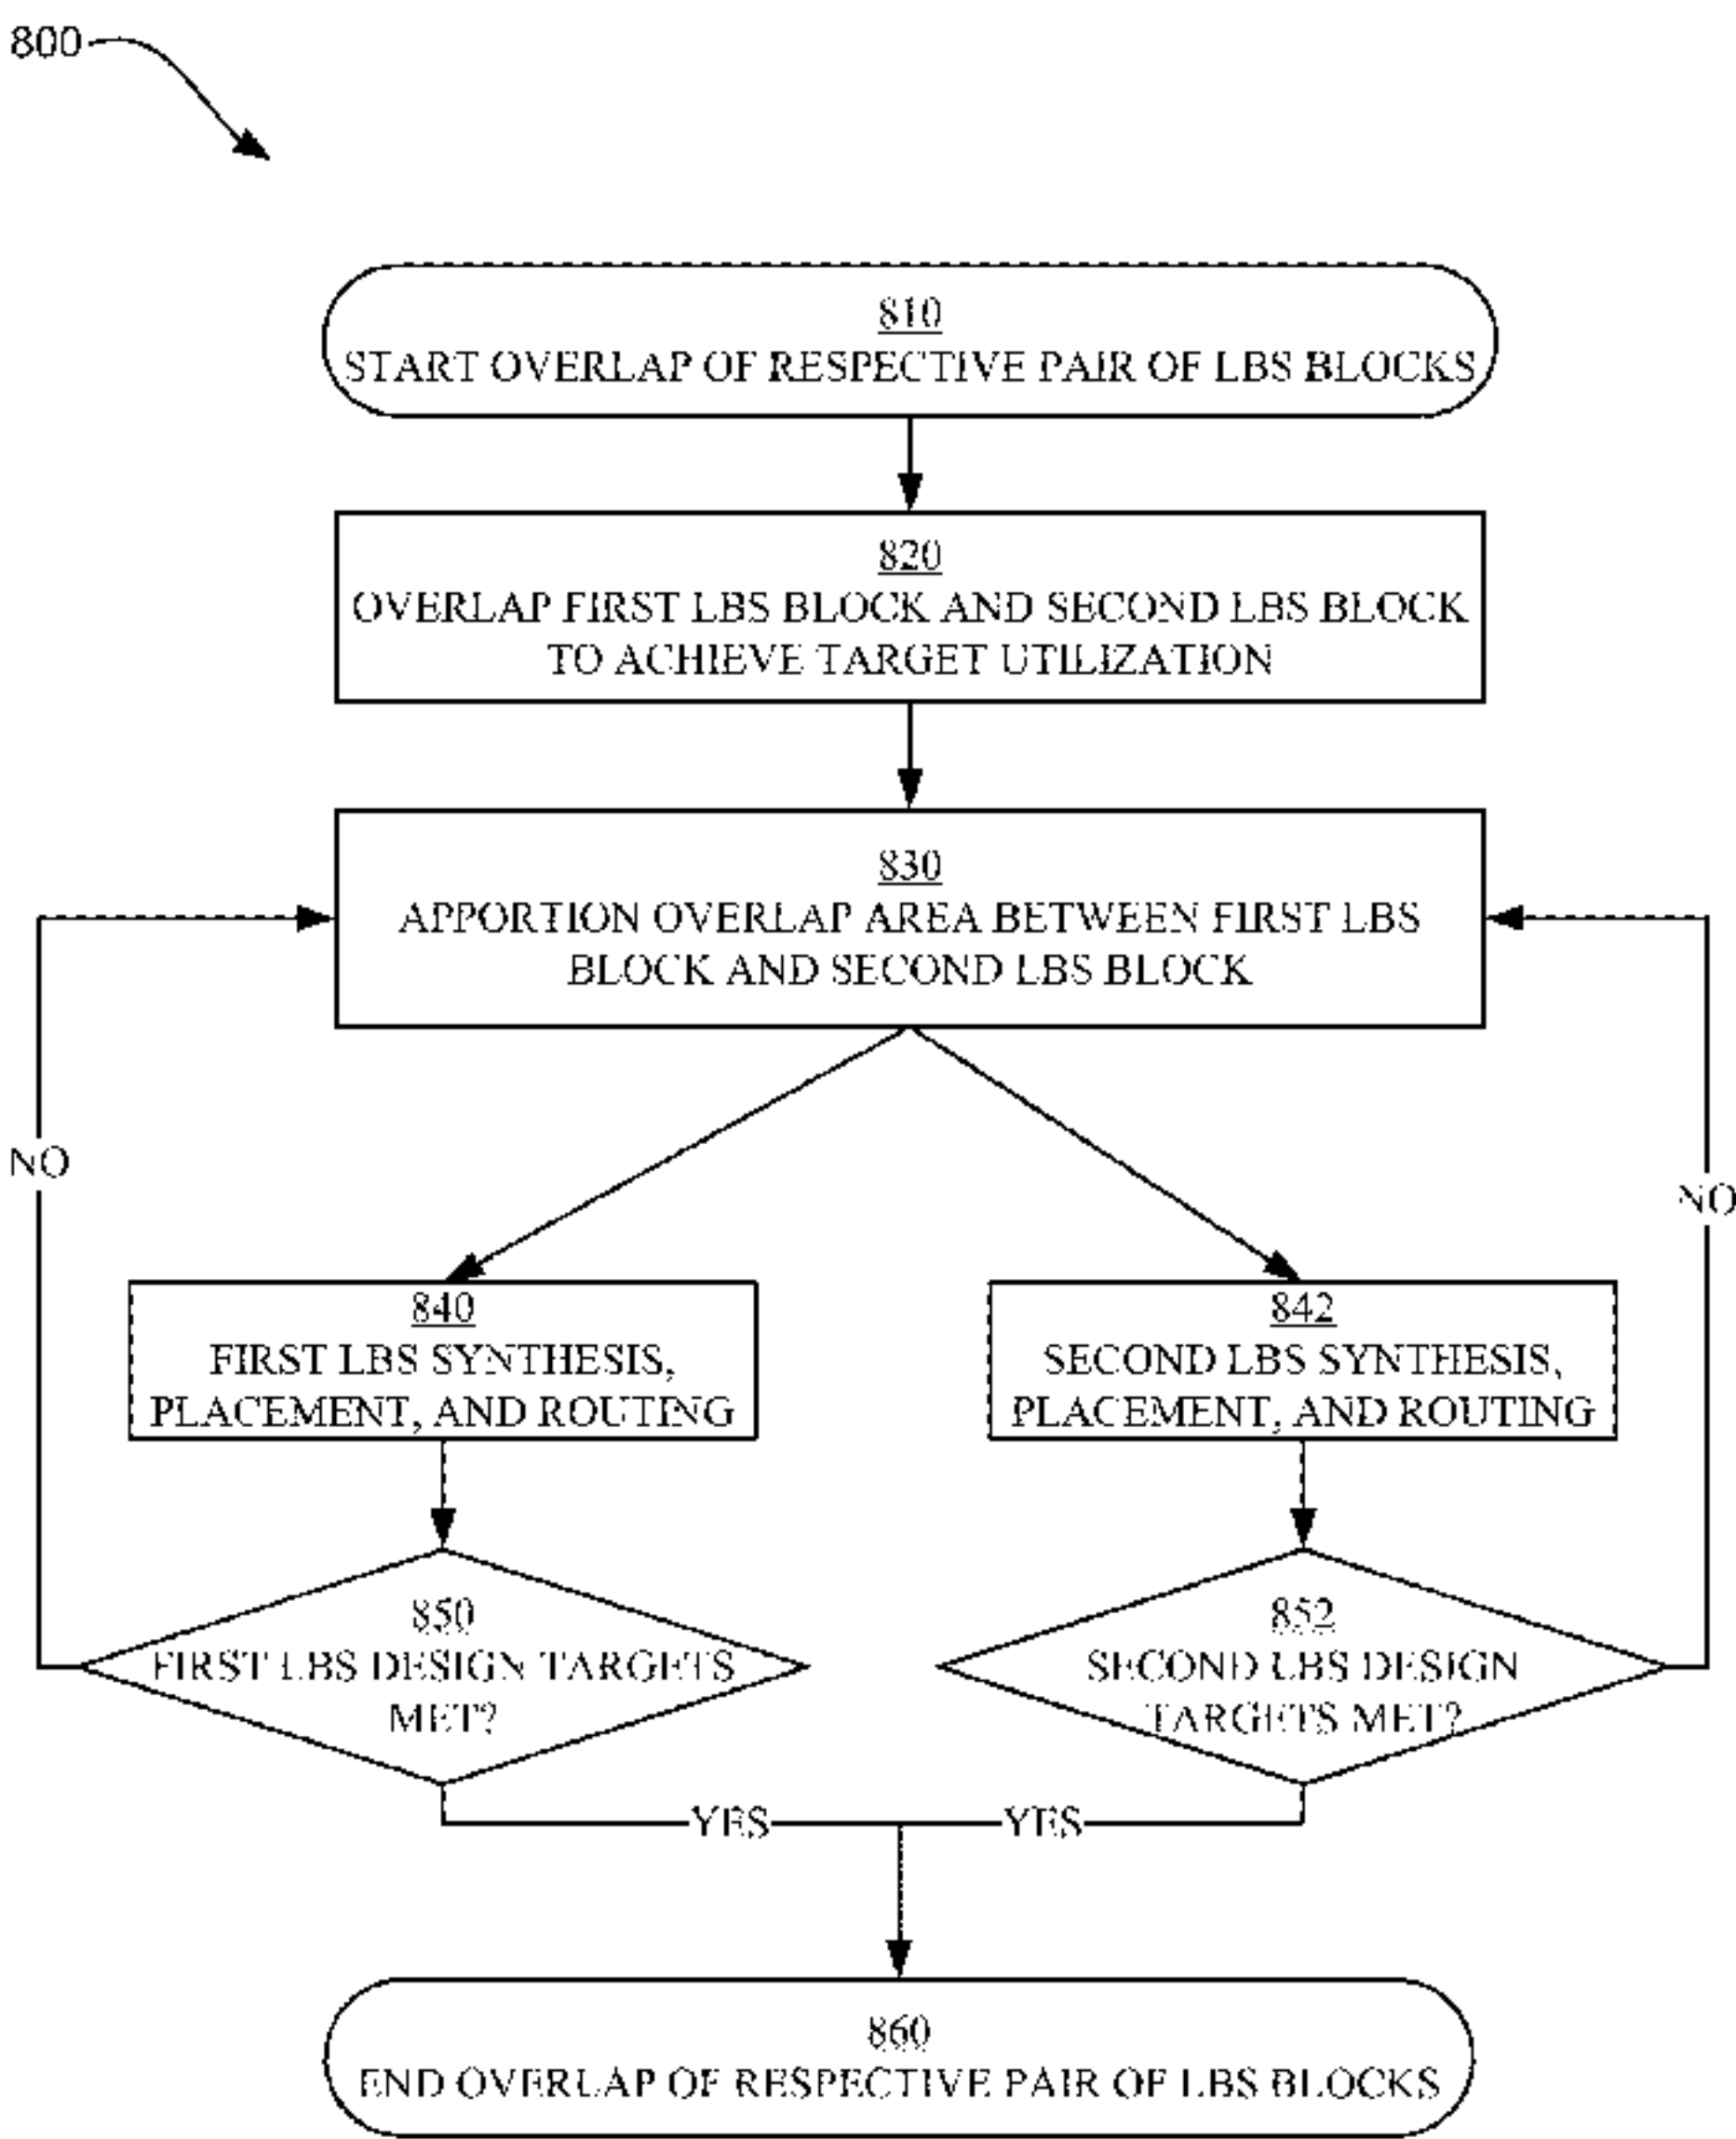 800
810
START OVERLAP OF RESPECTIVE PAIR OF LBS BLOCKS
820
OVERLAP FIRST LBS BLOCK AND SECOND LBS BLOCK
TO ACHIEVE TARGET UTILIZATION
830
APPORTION OVERLAP AREA BETWEEN FIRST LBS
BLOCK AND SECOND LBS BLOCK
NO
NO
840
FIRST LBS SYNTHESIS,
PLACEMENT, AND ROUTING
842
SECOND LBS SYNTHESIS,
PLACEMENT, AND ROUTING
850
FIRST LBS DESIGN TARGETS
MET?
852
SECOND LBS DESIGN
TARGETS MET?
YES
YES
860
END OVERLAP OF RESPECTIVE PAIR OF LBS BLOCKS